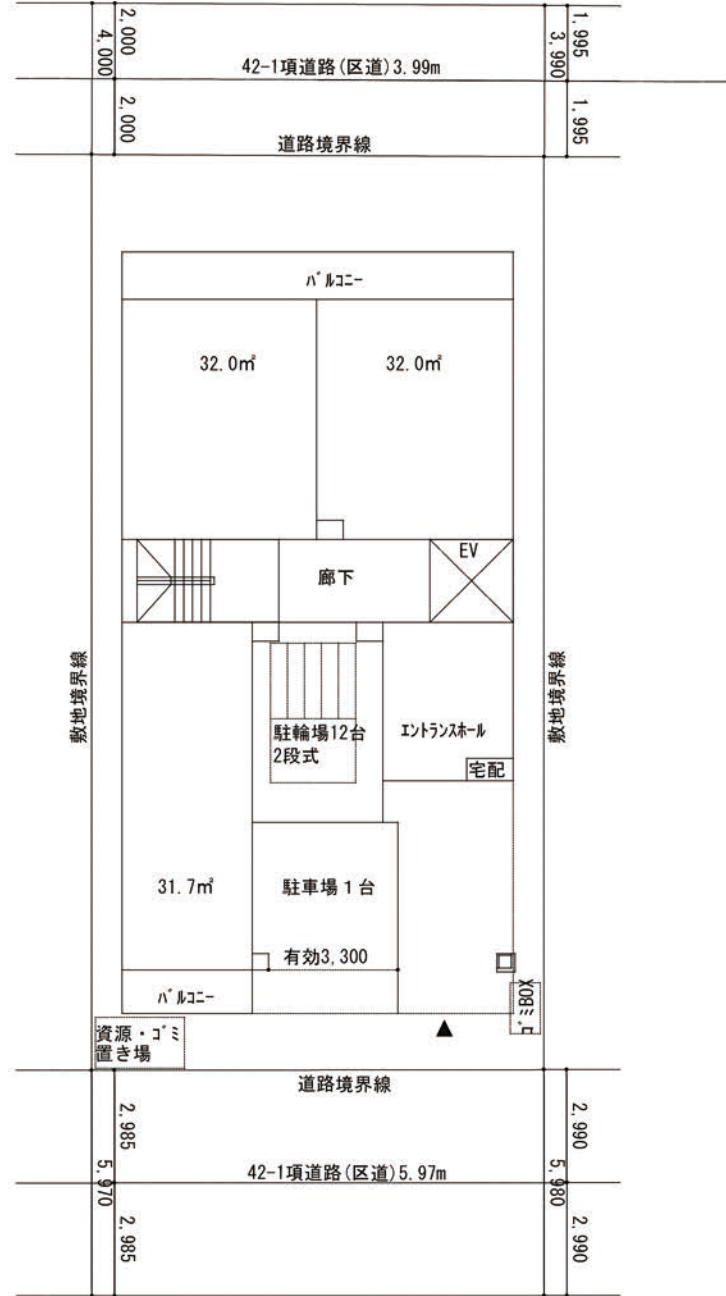 2,000
4,000
2,000
1,995
3,990
1,995
42-1項道路(区道)3.99m
道路境界線
バルコニー
32.0㎡
32.0㎡
EV
廊下
敷地境界線
敷地境界線
駐輪場12台
2段式
エントランスホール
宅配
31.7㎡
駐車場1台
有効3,300
バルコニー
ゴミBOX
資源・ゴミ
置き場
道路境界線
2,985
5,970
2,985
2,990
5,980
2,990
42-1項道路(区道)5.97m